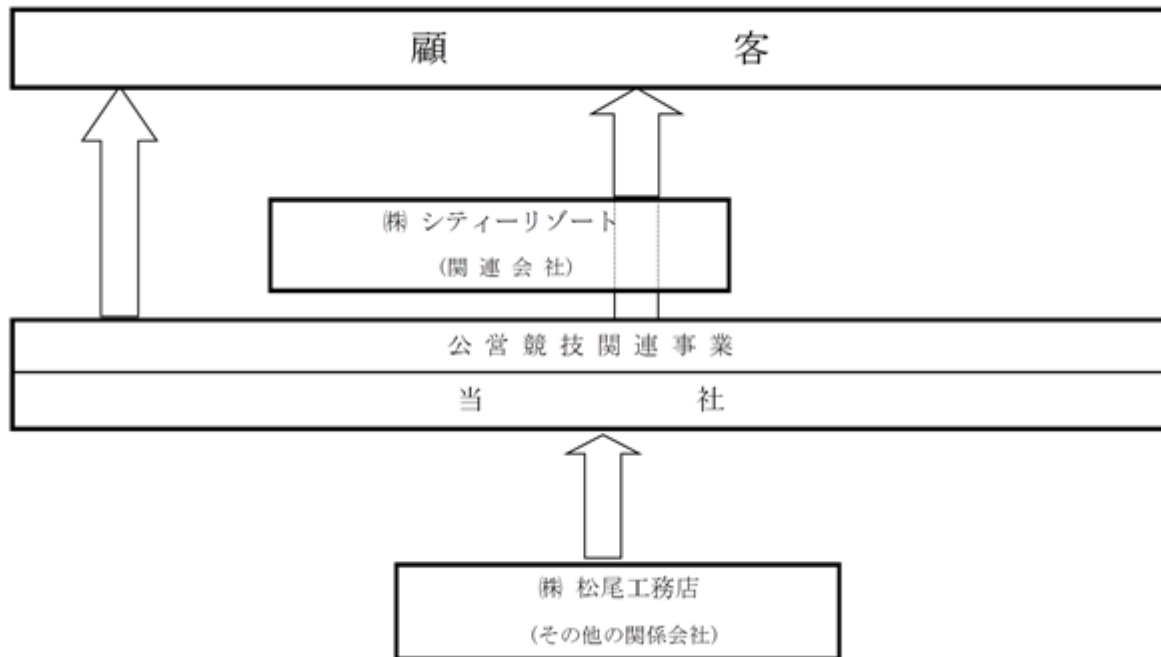 顧客
㈱ シティーリゾート
(関連会社)
公営競技関連事業
当社
㈱ 松尾工務店
(その他の関係会社)